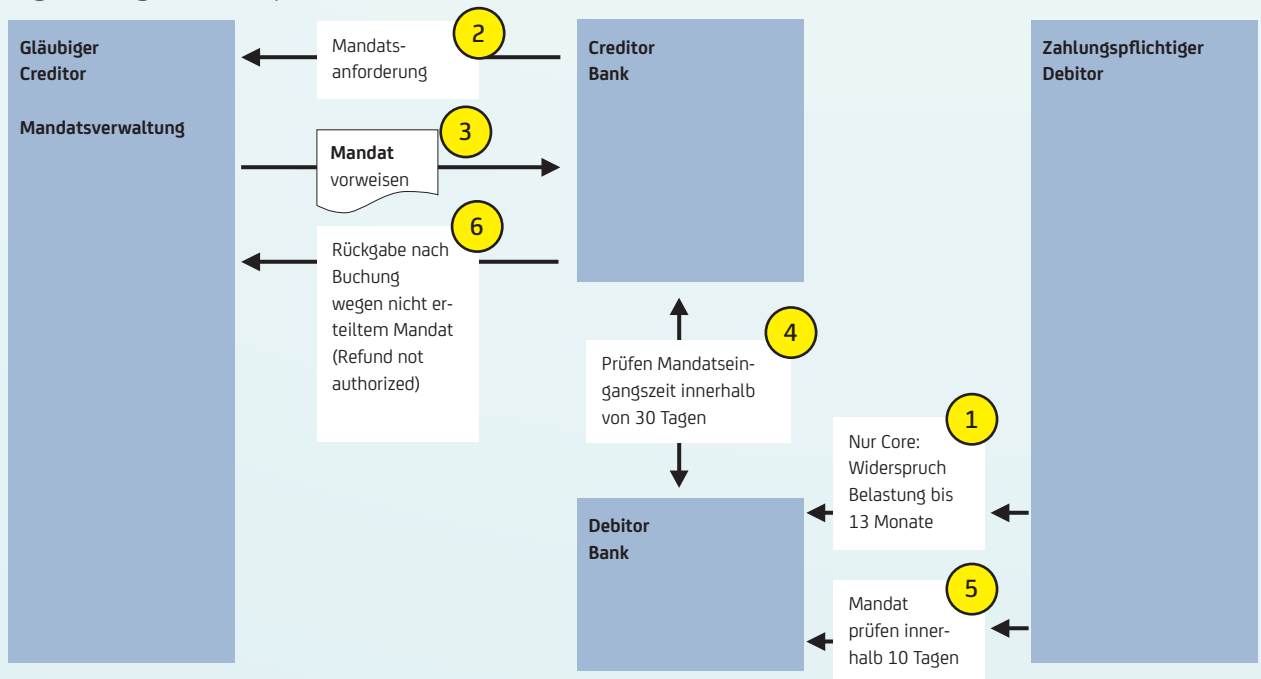 Gläubiger
Creditor
Mandatsverwaltung
2
Mandats-
anforderung
Creditor
Bank
Zahlungspflichtiger
Debitor
3
Mandat
vorweisen
6
Rückgabe nach
Buchung
wegen nicht er-
teiltem Mandat
(Refund not
authorized)
4
Prüfen Mandatsein-
gangszeit innerhalb
von 30 Tagen
1
Nur Core:
Widerspruch
Belastung bis
13 Monate
Debitor
Bank
5
Mandat
prüfen inner-
halb 10 Tagen